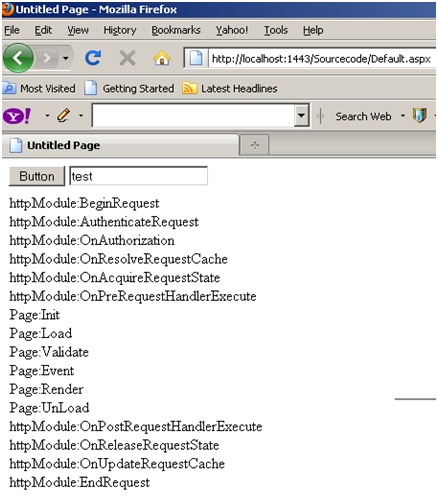 Untitled Page - Mozilla Firefox
File Edit View History Bookmarks Yahoo! Tools Help
http://localhost:1443/Sourcecode/Default.aspx
Most Visited Getting Started Latest Headlines
Y! Search Web
Untitled Page
Button test
httpModule:BeginRequest
httpModule:AuthenticateRequest
httpModule:OnAuthorization
httpModule:OnResolveRequestCache
httpModule:OnAcquireRequestState
httpModule:OnPreRequestHandlerExecute
Page:Init
Page:Load
Page:Validate
Page:Event
Page:Render
Page:UnLoad
httpModule:OnPostRequestHandlerExecute
httpModule:OnReleaseRequestState
httpModule:OnUpdateRequestCache
httpModule:EndRequest